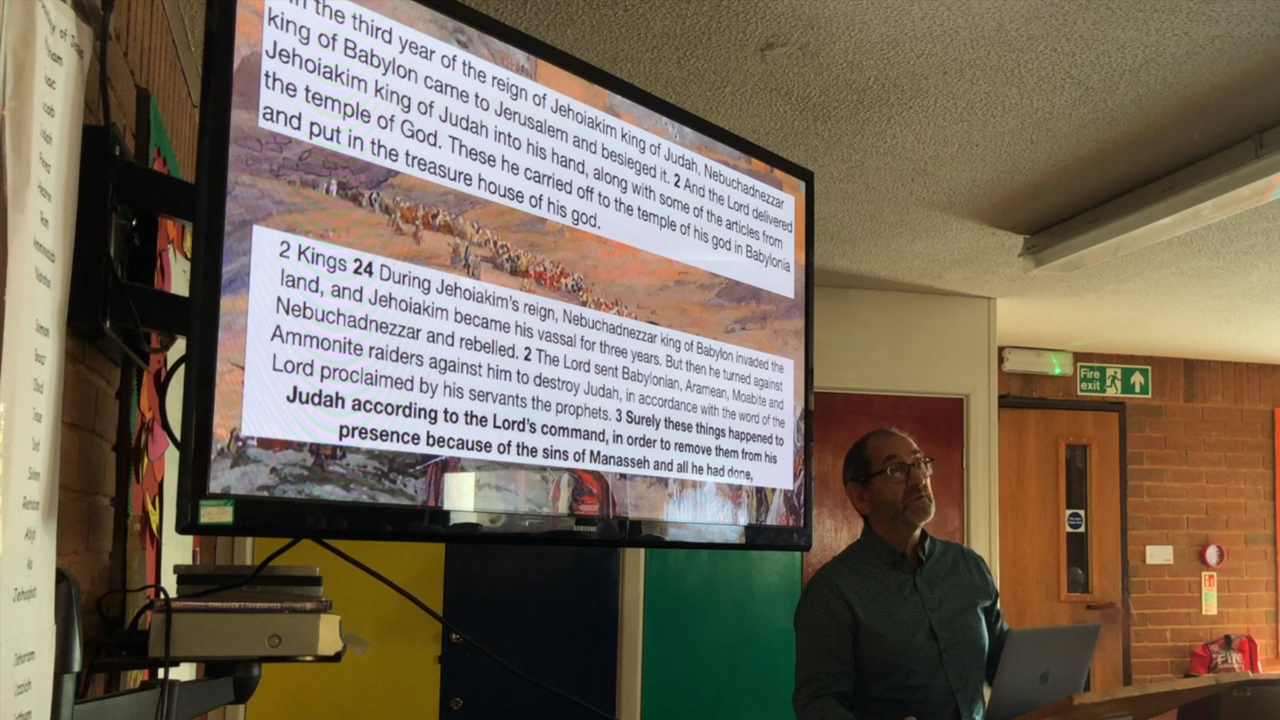 In the third year of the reign of Jehoiakim king of Judah, Nebuchadnezzar
king of Babylon came to Jerusalem and besieged it. 2 And the Lord delivered
Jehoiakim king of Judah into his hand, along with some of the articles from
the temple of God. These he carried off to the temple of his god in Babylonia
and put in the treasure house of his god.
2 Kings 24 During Jehoiakim's reign, Nebuchadnezzar king of Babylon invaded the
land, and Jehoiakim became his vassal for three years. But then he turned against
Nebuchadnezzar and rebelled. 2 The Lord sent Babylonian, Aramean, Moabite and
Ammonite raiders against him to destroy Judah, in accordance with the word of the
Lord proclaimed by his servants the prophets. 3 Surely these things happened to
Judah according to the Lord's command, in order to remove them from his
presence because of the sins of Manasseh and all he had done,
SAMSUNG
Fire
exit
Fire